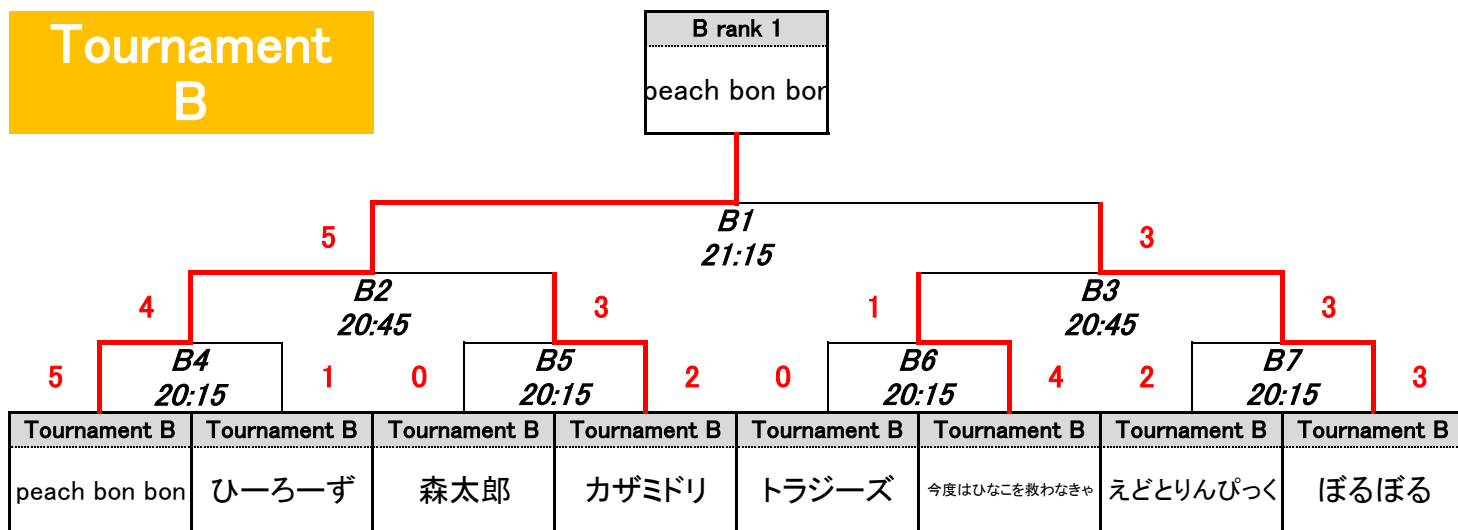 Tournament
B
B rank 1
peach bon bon
B1
21:15
5
3
B2
20:45
B3
20:45
4
3
1
3
B4
20:15
B5
20:15
B6
20:15
B7
20:15
5
1
0
2
0
4
2
3
Tournament B
Tournament B
Tournament B
Tournament B
Tournament B
Tournament B
Tournament B
Tournament B
peach bon bon
ひーろーず
森太郎
カザミドリ
トラジーズ
今度はひなこを救わなきゃ
えどとりんぴっく
ぼるぼる